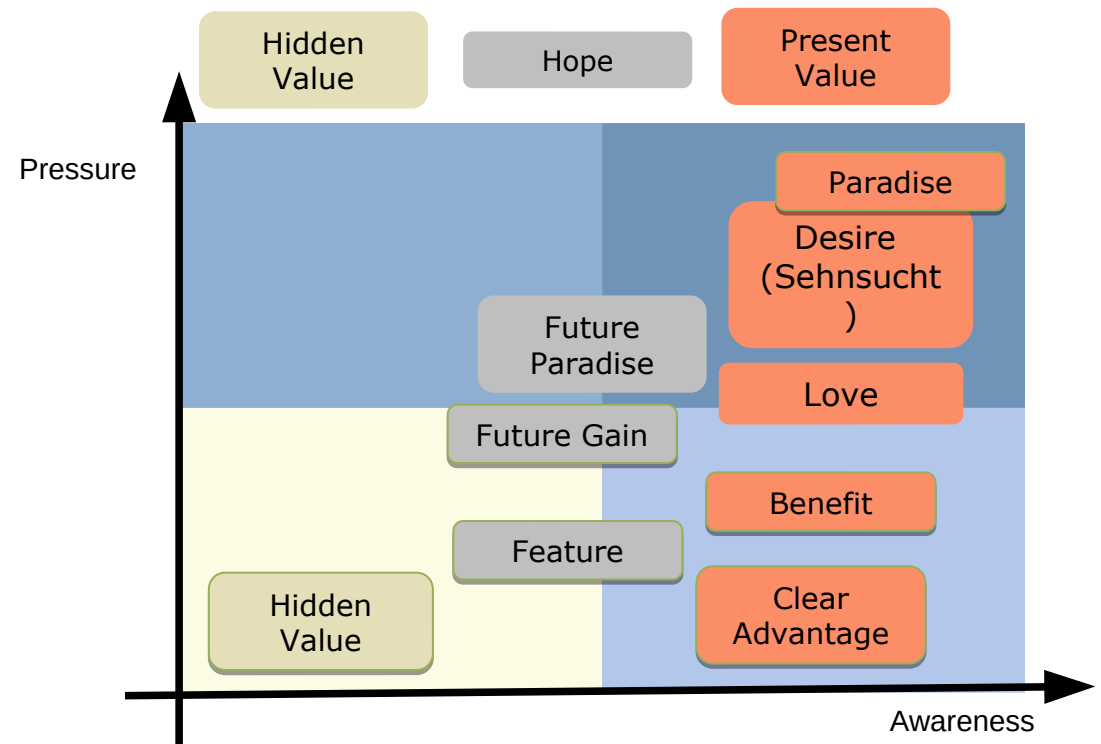 Hidden
Value
Hope
Present
Value
Pressure
Paradise
Desire
(Sehnsucht
)
Future
Paradise
Love
Future Gain
Benefit
Feature
Hidden
Value
Clear
Advantage
Awareness